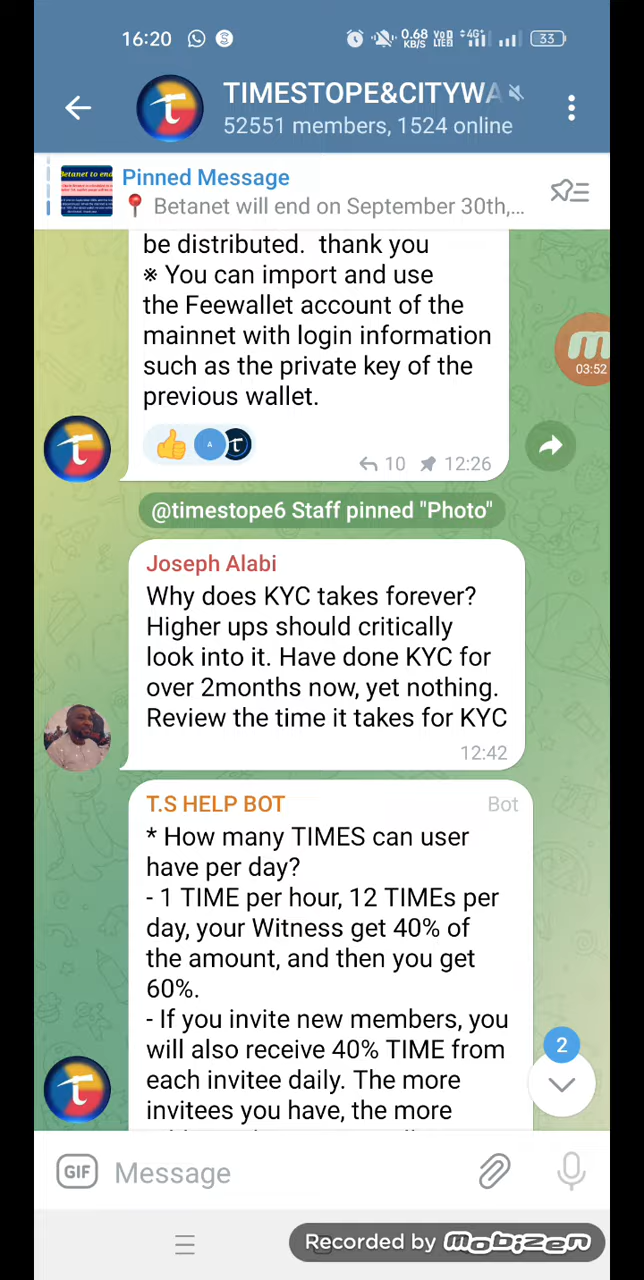 16:20
0.68 KB/S
Vo LTE
4G
33
TIMESTOPE&CITYWA
52551 members, 1524 online
Betanet to end
Pinned Message
📍 Betanet will end on September 30th,...
be distributed. thank you
※ You can import and use
the Feewallet account of the
mainnet with login information
such as the private key of the
previous wallet.
03:52
A
10 12:26
@timestope6 Staff pinned "Photo"
Joseph Alabi
Why does KYC takes forever?
Higher ups should critically
look into it. Have done KYC for
over 2months now, yet nothing.
Review the time it takes for KYC
12:42
T.S HELP BOT Bot
* How many TIMES can user
have per day?
- 1 TIME per hour, 12 TIMEs per
day, your Witness get 40% of
the amount, and then you get
60%.
- If you invite new members, you
will also receive 40% TIME from
each invitee daily. The more
invitees you have, the more
2
GIF Message
Recorded by mobizen